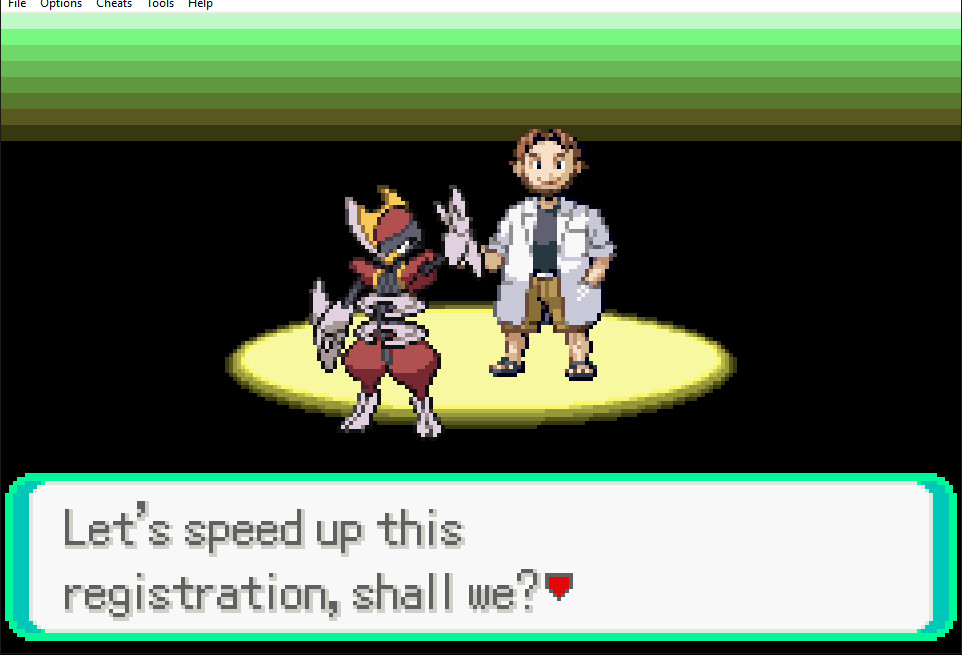 File Options Cheats Tools Help
Let's speed up this
registration, shall we?